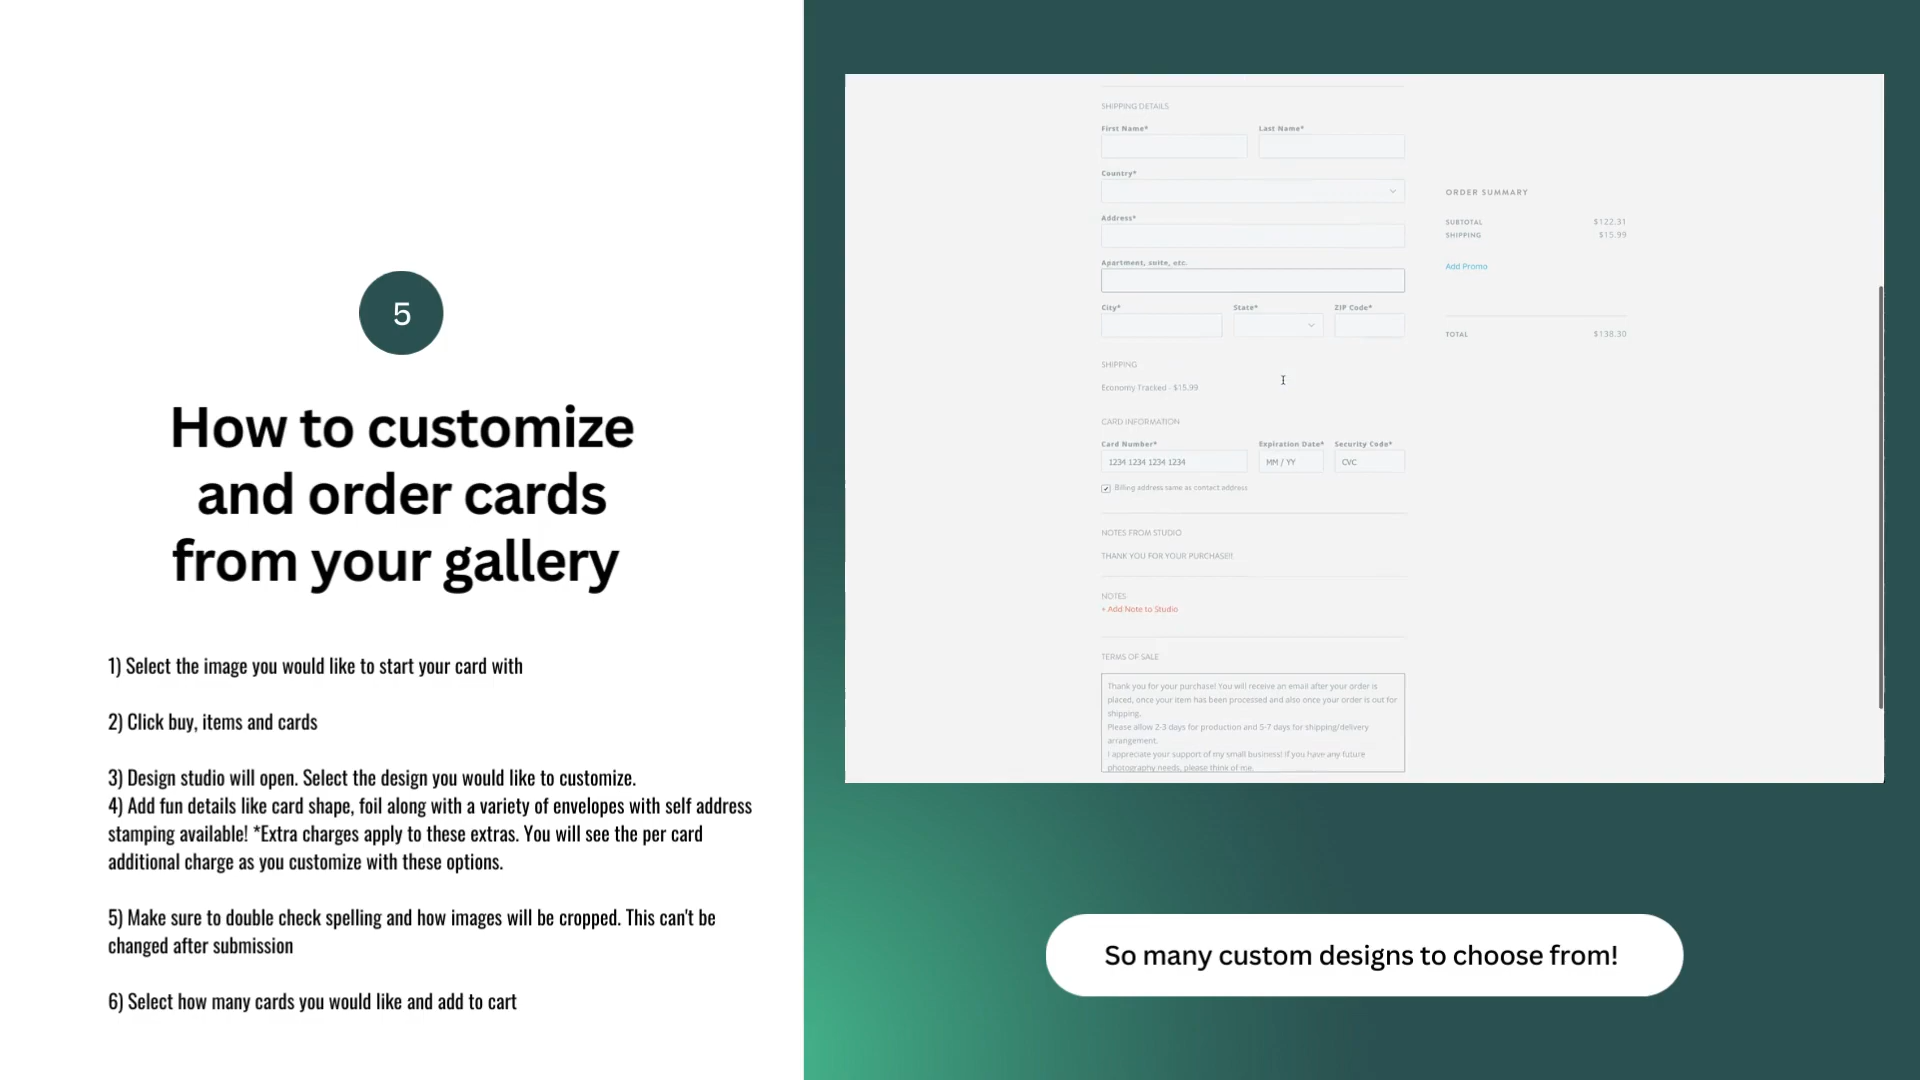 5
How to customize
and order cards
from your gallery
1) Select the image you would like to start your card with
2) Click buy, items and cards
3) Design studio will open. Select the design you would like to customize.
4) Add fun details like card shape, foil along with a variety of envelopes with self address
stamping available! *Extra charges apply to these extras. You will see the per card
additional charge as you customize with these options.
5) Make sure to double check spelling and how images will be cropped. This can't be
changed after submission
6) Select how many cards you would like and add to cart
SHIPPING DETAILS
First Name* Last Name*
Country*
Address*
Apartment, suite, etc.
City* State* ZIP Code*
SHIPPING
Economy Tracked - $15.99
CARD INFORMATION
Card Number* Expiration Date* Security Code*
1234 1234 1234 1234 MM / YY CVC
Billing address same as contact address
NOTES FROM STUDIO
THANK YOU FOR YOUR PURCHASE!!
NOTES
+ Add Note to Studio
TERMS OF SALE
Thank you for your purchase! You will receive an email after your order is
placed, once your item has been processed and also once your order is out for
shipping.
Please allow 2-3 days for production and 5-7 days for shipping/delivery
arrangement.
I appreciate your support of my small business! If you have any future
photography needs, please think of me.
ORDER SUMMARY
SUBTOTAL $122.31
SHIPPING $15.99
Add Promo
TOTAL $138.30
So many custom designs to choose from!